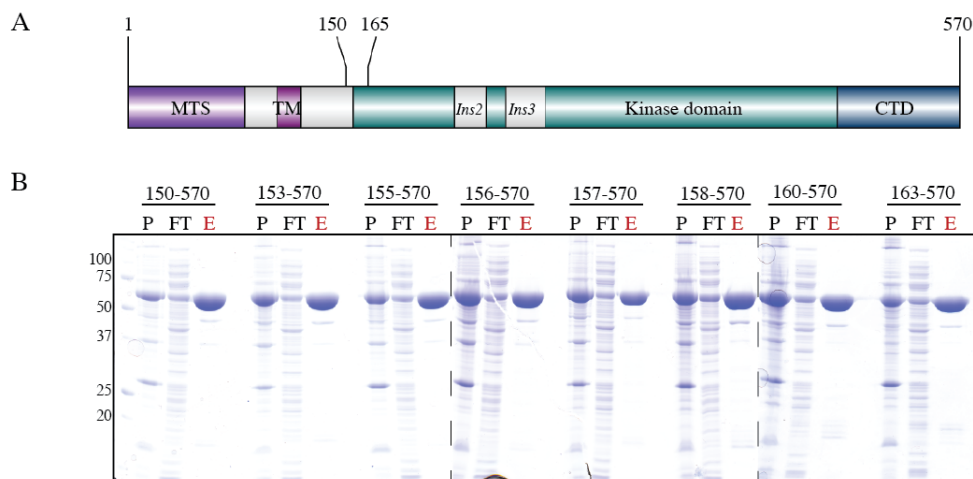 A
1 150 165 570
MTS TM Ins2 Ins3 Kinase domain CTD
B
150-570 153-570 155-570 156-570 157-570 158-570 160-570 163-570
P FT E P FT E P FT E P FT E P FT E P FT E P FT E P FT E
100
75
50
37
25
20